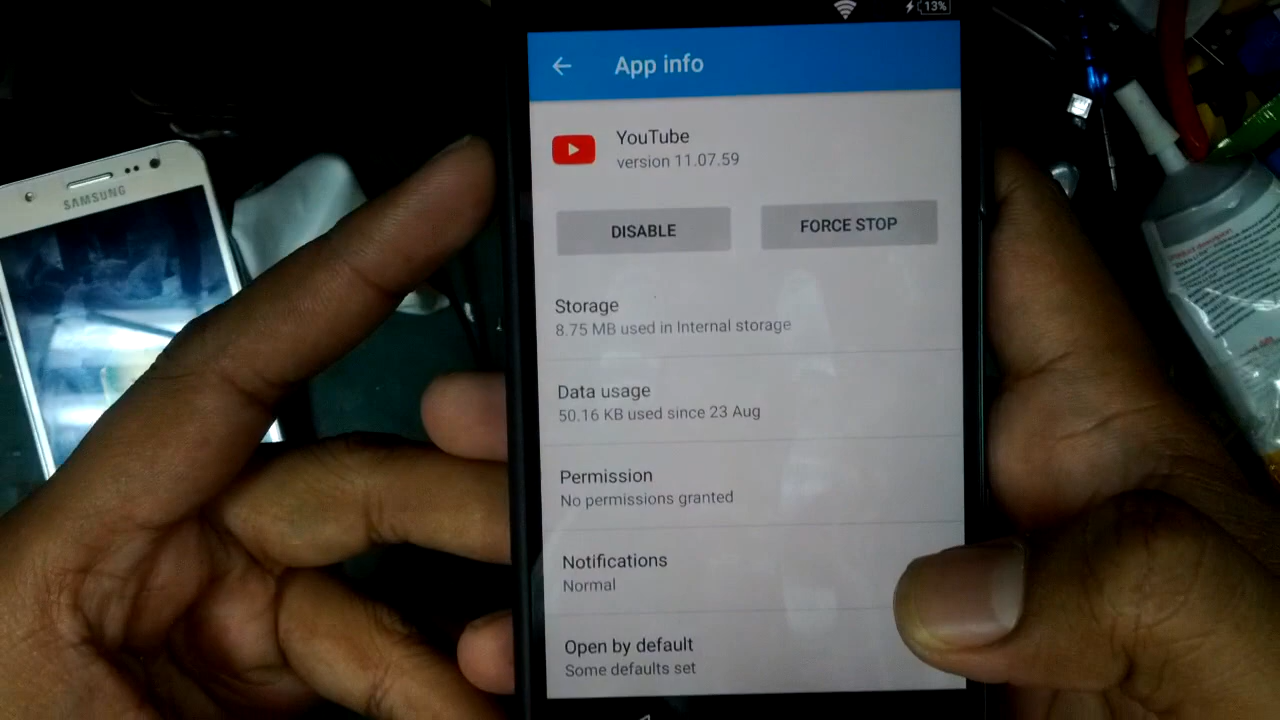 13%
App info
YouTube
version 11.07.59
DISABLE
FORCE STOP
Storage
8.75 MB used in Internal storage
Data usage
50.16 KB used since 23 Aug
Permission
No permissions granted
Notifications
Normal
Open by default
Some defaults set
SAMSUNG
Product description